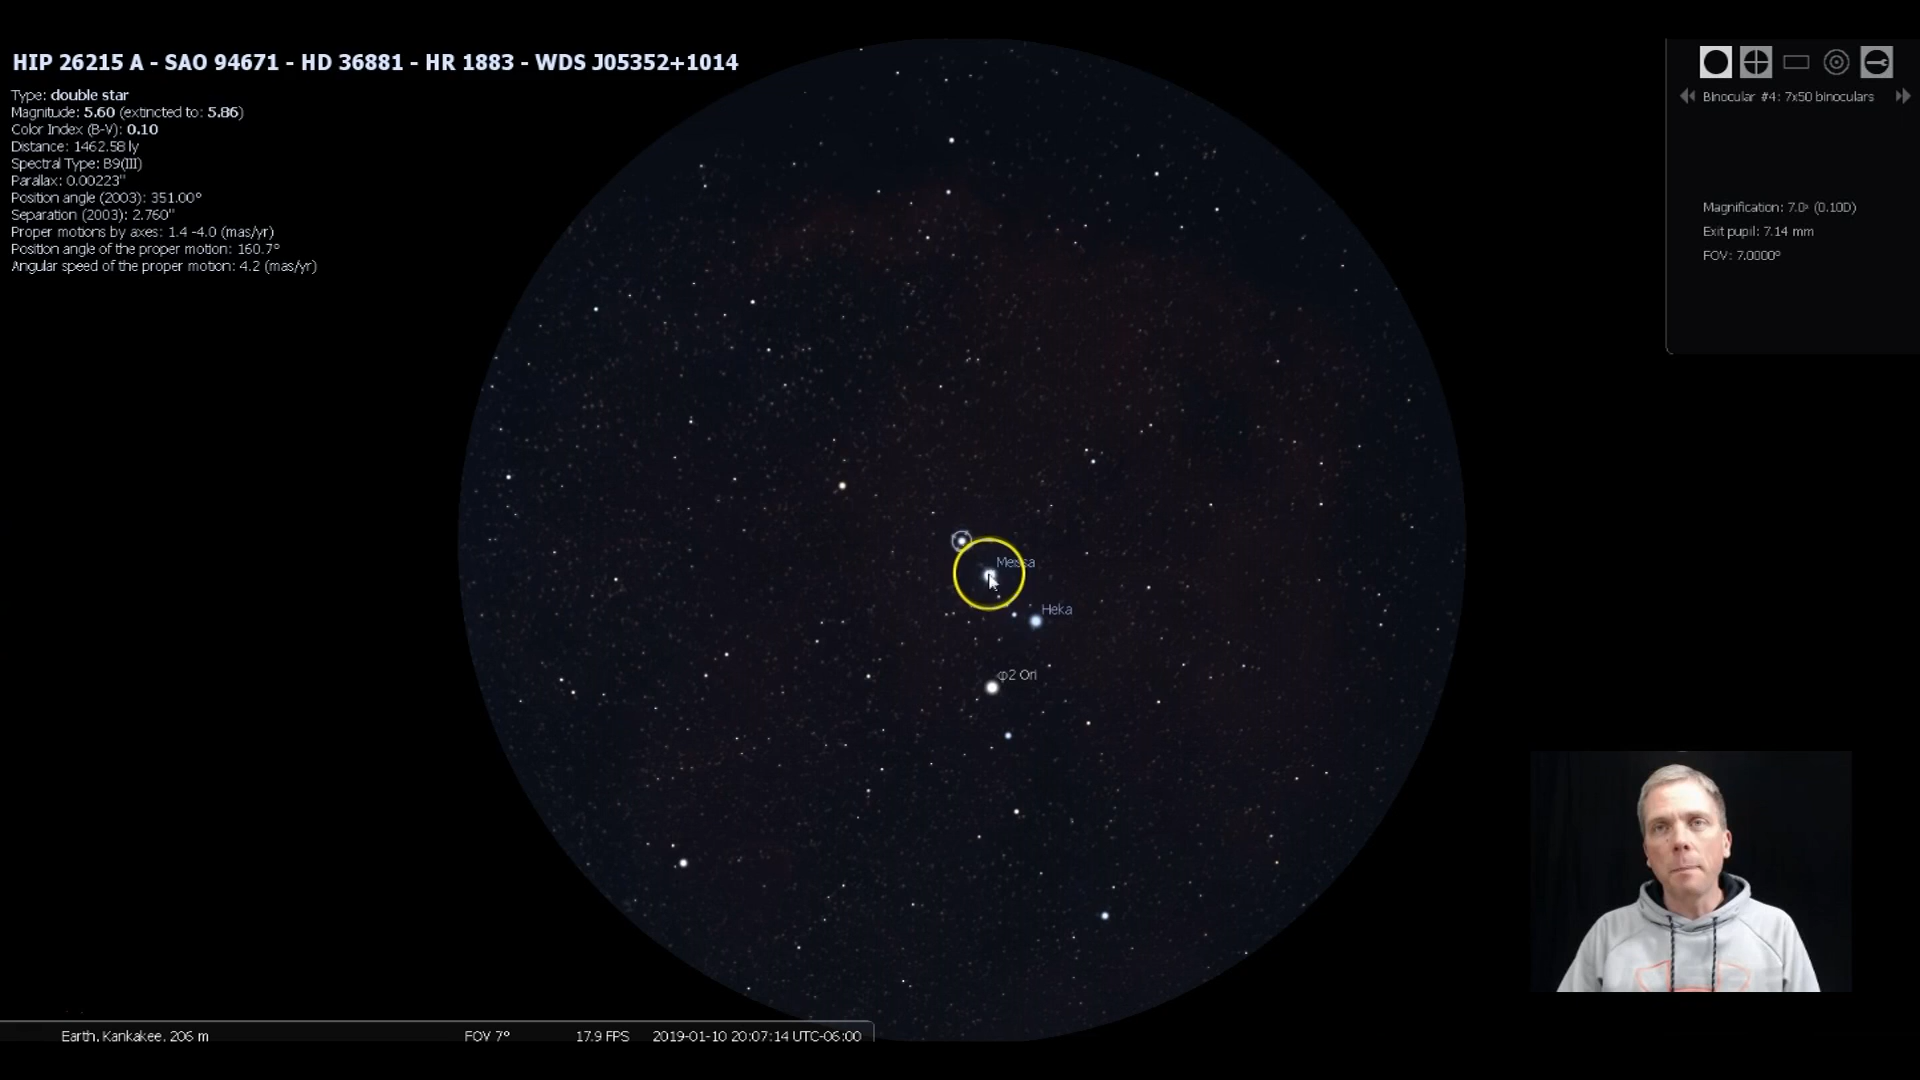 HIP 26215 A - SAO 94671 - HD 36881 - HR 1883 - WDS J05352+1014
Type: double star
Magnitude: 5.60 (extincted to: 5.86)
Color Index (B-V): 0.10
Distance: 1462.58 ly
Spectral Type: B9(III)
Parallax: 0.00223"
Position angle (2003): 351.00°
Separation (2003): 2.760"
Proper motions by axes: 1.4 -4.0 (mas/yr)
Position angle of the proper motion: 160.7°
Angular speed of the proper motion: 4.2 (mas/yr)
Binocular #4: 7x50 binoculars
Magnification: 7.0x (0.10D)
Exit pupil: 7.14 mm
FOV: 7.0000°
Meissa
Heka
φ2 Ori
Earth, Kankakee, 206 m
FOV 7°
17.9 FPS
2019-01-10 20:07:14 UTC-06:00